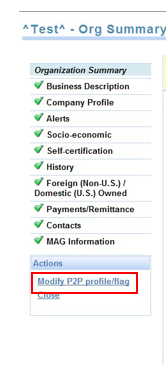 ^Test^ - Org Summary
Organization Summary
Business Description
Company Profile
Alerts
Socio-economic
Self-certification
History
Foreign (Non-U.S.) /
Domestic (U.S.) Owned
Payments/Remittance
Contacts
MAG Information
Actions
Modify P2P profile/flag
Close